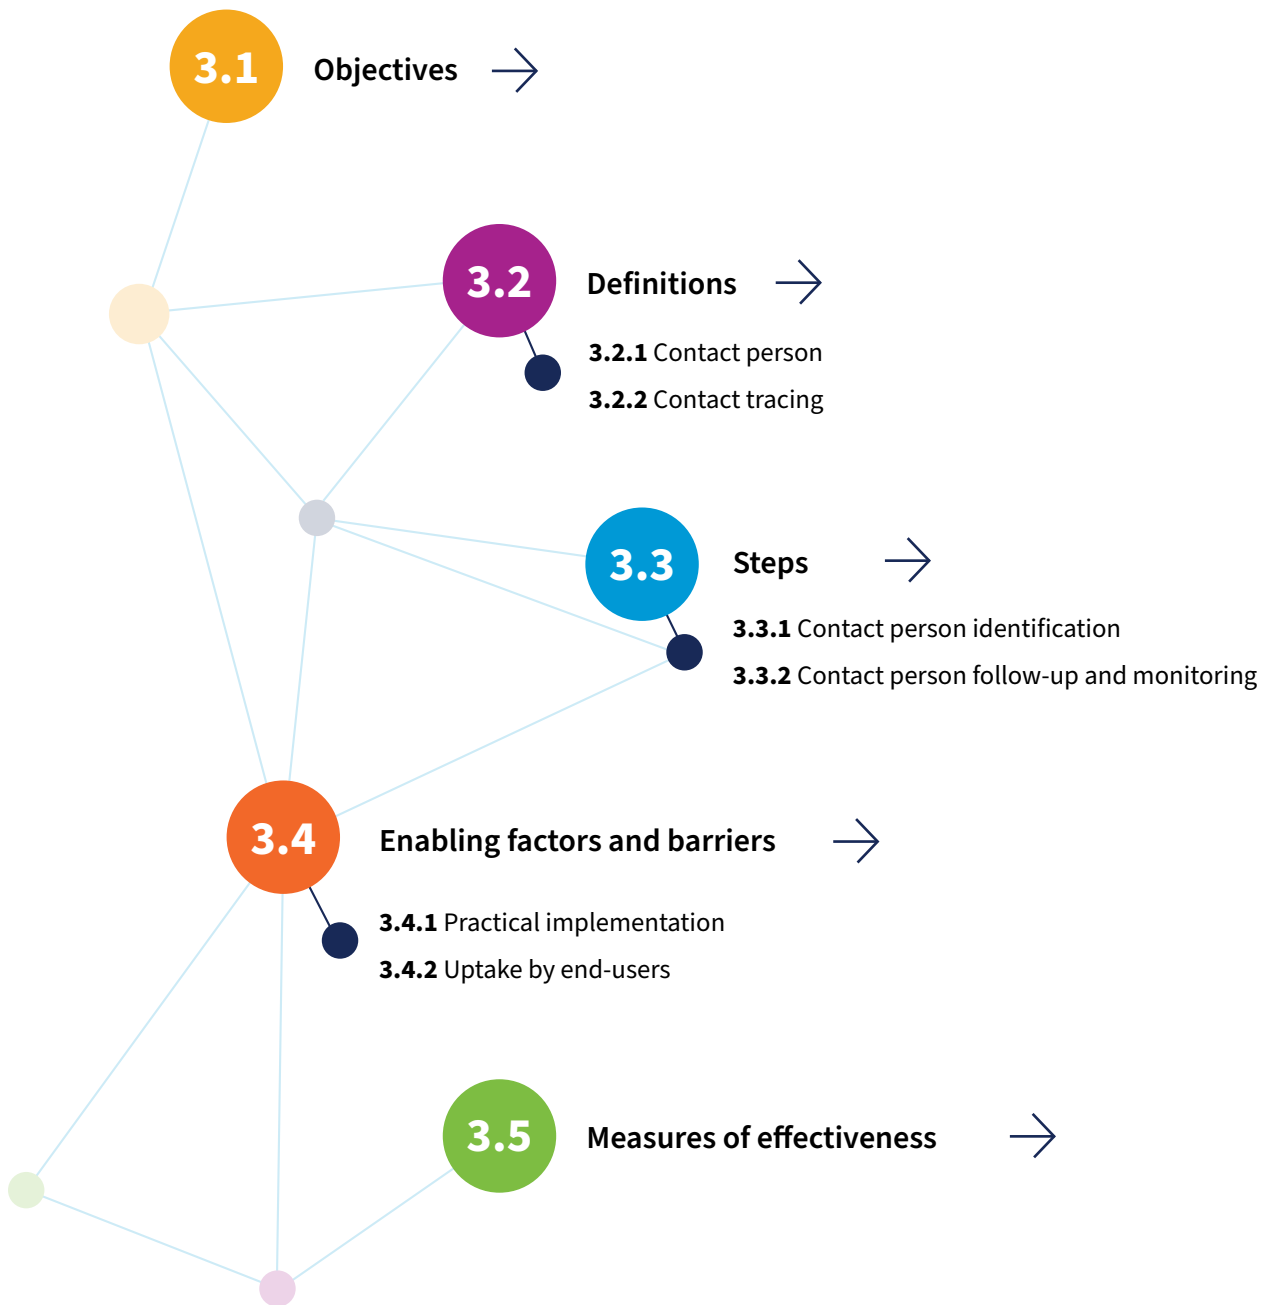 3.1 Objectives
3.2 Definitions
3.2.1 Contact person
3.2.2 Contact tracing
3.3 Steps
3.3.1 Contact person identification
3.3.2 Contact person follow-up and monitoring
3.4 Enabling factors and barriers
3.4.1 Practical implementation
3.4.2 Uptake by end-users
3.5 Measures of effectiveness